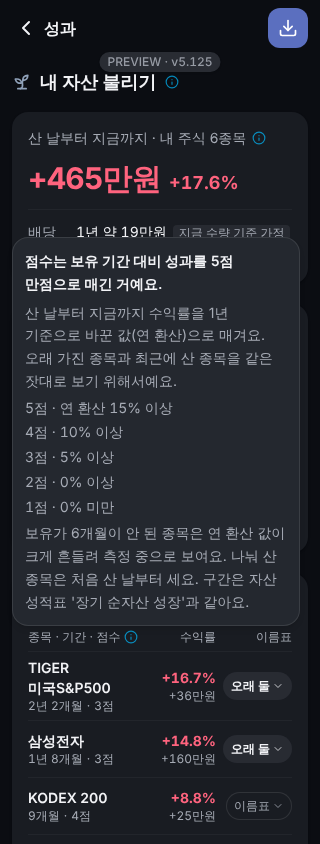 성과
PREVIEW · v5.125
내 자산 불리기
산 날부터 지금까지 · 내 주식 6종목
+465만원 +17.6%
배당 1년 약 19만원 지금 수량 기준 가정
점수는 보유 기간 대비 성과를 5점
만점으로 매긴 거예요.
산 날부터 지금까지 수익률을 1년
기준으로 바꾼 값(연 환산)으로 매겨요.
오래 가진 종목과 최근에 산 종목을 같은
잣대로 보기 위해서예요.
5점 · 연 환산 15% 이상
4점 · 10% 이상
3점 · 5% 이상
2점 · 0% 이상
1점 · 0% 미만
보유가 6개월이 안 된 종목은 연 환산 값이
크게 흔들려 측정 중으로 보여요. 나눠 산
종목은 처음 산 날부터 세요. 구간은 자산
성적표 '장기 순자산 성장'과 같아요.
종목 · 기간 · 점수 수익률 이름표
TIGER
미국S&P500
2년 2개월 · 3점
+16.7%
+36만원
오래 둘
삼성전자
1년 8개월 · 3점
+14.8%
+160만원
오래 둘
KODEX 200
9개월 · 4점
+8.8%
+25만원
이름표